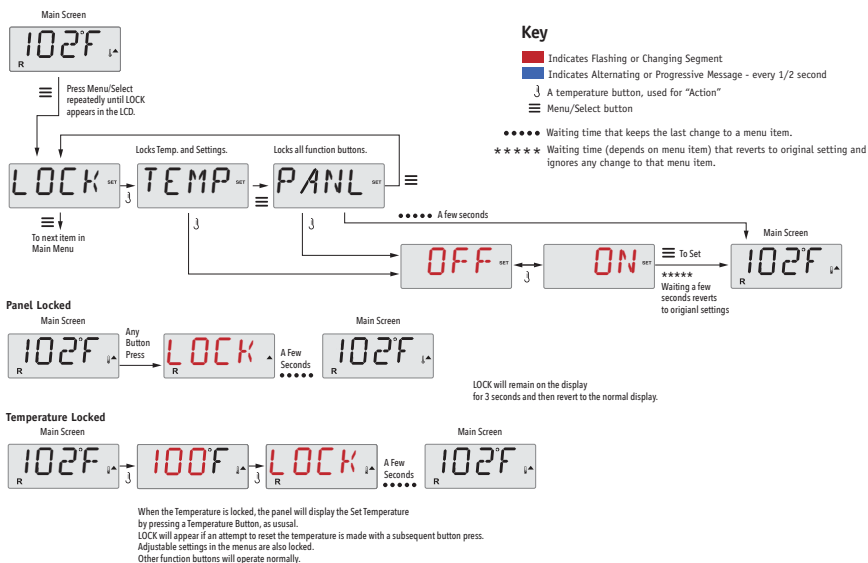 Main Screen
102°F
R
Key
Indicates Flashing or Changing Segment
Indicates Alternating or Progressive Message - every 1/2 second
A temperature button, used for “Action”
Menu/Select button
••••• Waiting time that keeps the last change to a menu item.
***** Waiting time (depends on menu item) that reverts to original setting and
ignores any change to that menu item.
Press Menu/Select
repeatedly until LOCK
appears in the LCD.
Locks Temp. and Settings.
Locks all function buttons.
LOCK SET
TEMP SET
PANL SET
To next item in
Main Menu
••••• A few seconds
OFF SET
ON SET
To Set
*****
Waiting a few
seconds reverts
to origianl settings
Main Screen
102°F
R
Panel Locked
Main Screen
102°F
R
Any
Button
Press
LOCK
R
A Few
Seconds
•••••
Main Screen
102°F
R
LOCK will remain on the display
for 3 seconds and then revert to the normal display.
Temperature Locked
Main Screen
102°F
R
100°F
LOCK
R
A Few
Seconds
•••••
Main Screen
102°F
R
When the Temperature is locked, the panel will display the Set Temperature
by pressing a Temperature Button, as ususal.
LOCK will appear if an attempt to reset the temperature is made with a subsequent button press.
Adjustable settings in the menus are also locked.
Other function buttons will operate normally.